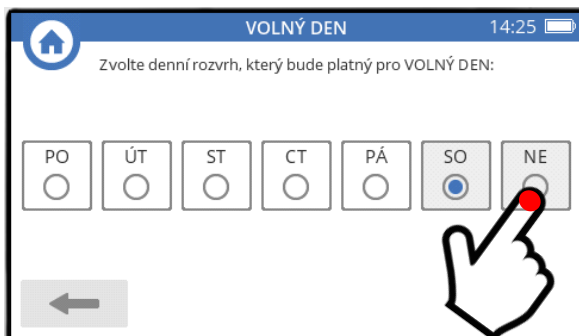 VOLNÝ DEN 14:25
Zvolte denní rozvrh, který bude platný pro VOLNÝ DEN:
PO ÚT ST CT PÁ SO NE